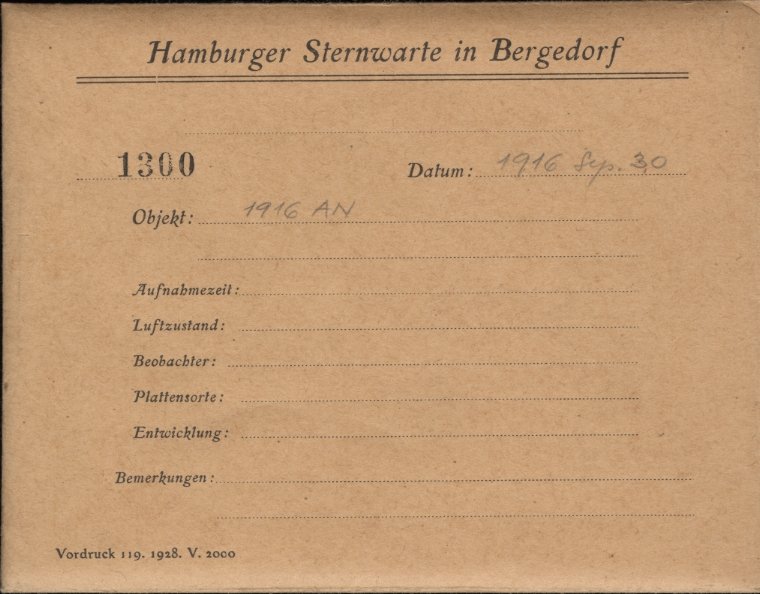 Hamburger Sternwarte in Bergedorf
1300 Datum: 1916 Sep. 30
Objekt: 1916 AN
Aufnahmezeit:
Luftzustand:
Beobachter:
Plattensorte:
Entwicklung:
Bemerkungen:
Vordruck 119. 1928. V. 2000